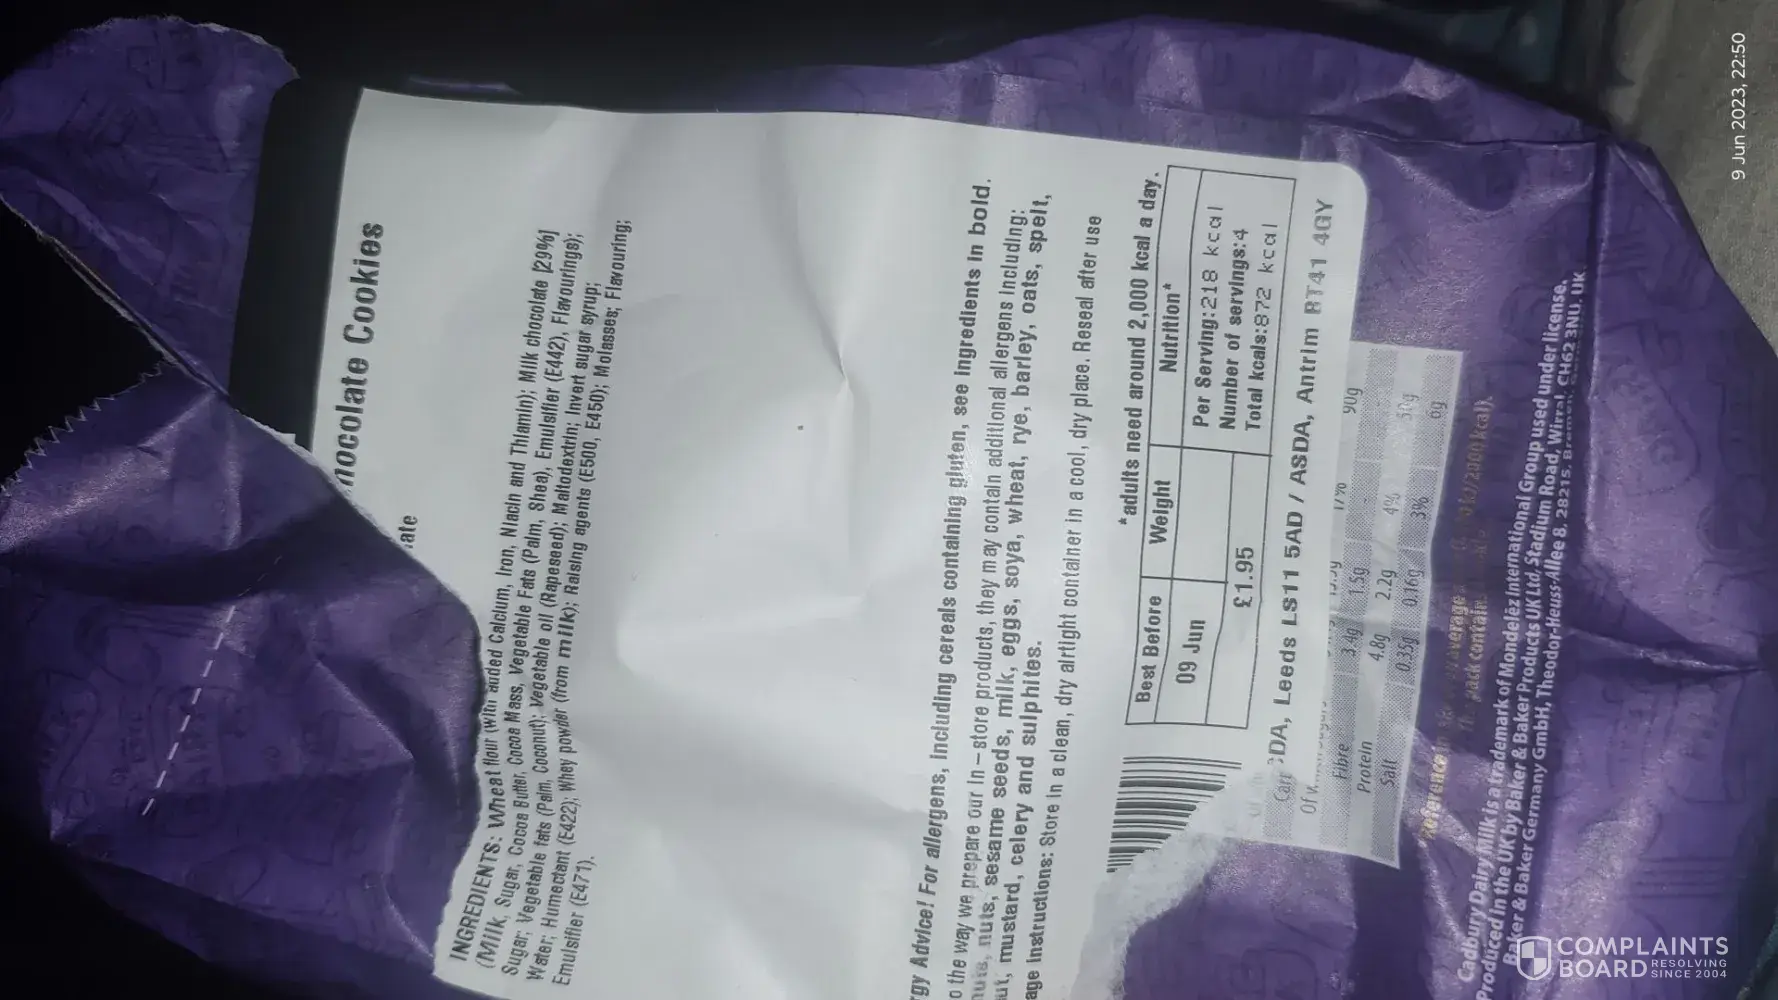 nocolate Cookies
ate
INGREDIENTS: Wheat flour (with added Calcium, Iron, Niacin and Thiamin); Milk chocolate [29%]
(Milk, Sugar, Cocoa Butter, Cocoa Mass, Vegetable Fats (Palm, Shea), Emulsifier (E442), Flavourings);
Sugar; Vegetable fats (Palm, Coconut); Vegetable oil (Rapeseed); Maltodextrin; Invert sugar syrup;
Water; Humectant (E422); Whey powder (from milk); Raising agents (E500, E450); Molasses; Flavouring;
Emulsifier (E471).
rgy Advice! For allergens, including cereals containing gluten, see ingredients in bold.
o the way we prepare our in-store products, they may contain additional allergens including:
nuts, nuts, sesame seeds, milk, eggs, soya, wheat, rye, barley, oats, spelt,
ut, mustard, celery and sulphites.
age instructions: Store in a clean, dry airtight container in a cool, dry place. Reseal after use
*adults need around 2,000 kcal a day.
Best Before Weight Nutrition*
09 Jun Per Serving:218 kcal
Number of servings:4
£1.95 Total kcals:872 kcal
DA, Leeds LS11 5AD / ASDA, Antrim BT41 4GY
Fibre 3.4g 1.5g 90g
Protein 4.8g 2.2g 4% 50g
Salt 0.35g 0.16g 3% 6g
Reference
pack contain
Cadbury Dairy Milk is a trademark of Mondelēz International Group used under license.
Produced in the UK by Baker & Baker Products UK Ltd, Stadium Road, Wirral, CH62 3NU, UK
Baker & Baker Germany GmbH, Theodor-Heuss-Allee 8, 28215, Bremen
9 Jun 2023, 22:50
COMPLAINTS
BOARD RESOLVING
SINCE 2004